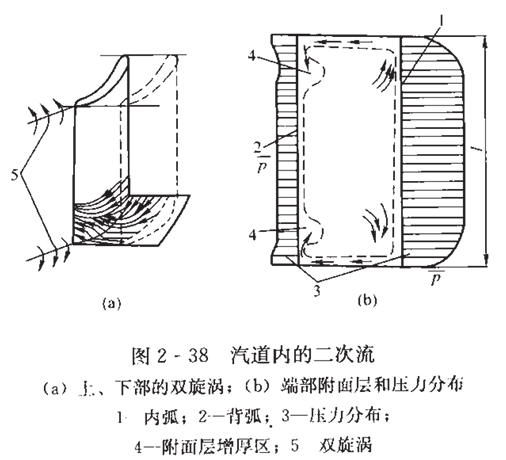 1
4
5
2
p̄
l
4
3
p̄
(a)
(b)
图 2-38 汽道内的二次流
(a) 上、下部的双旋涡；(b) 端部附面层和压力分布
1 内弧；2—背弧；3—压力分布；
4—附面层增厚区；5 双旋涡